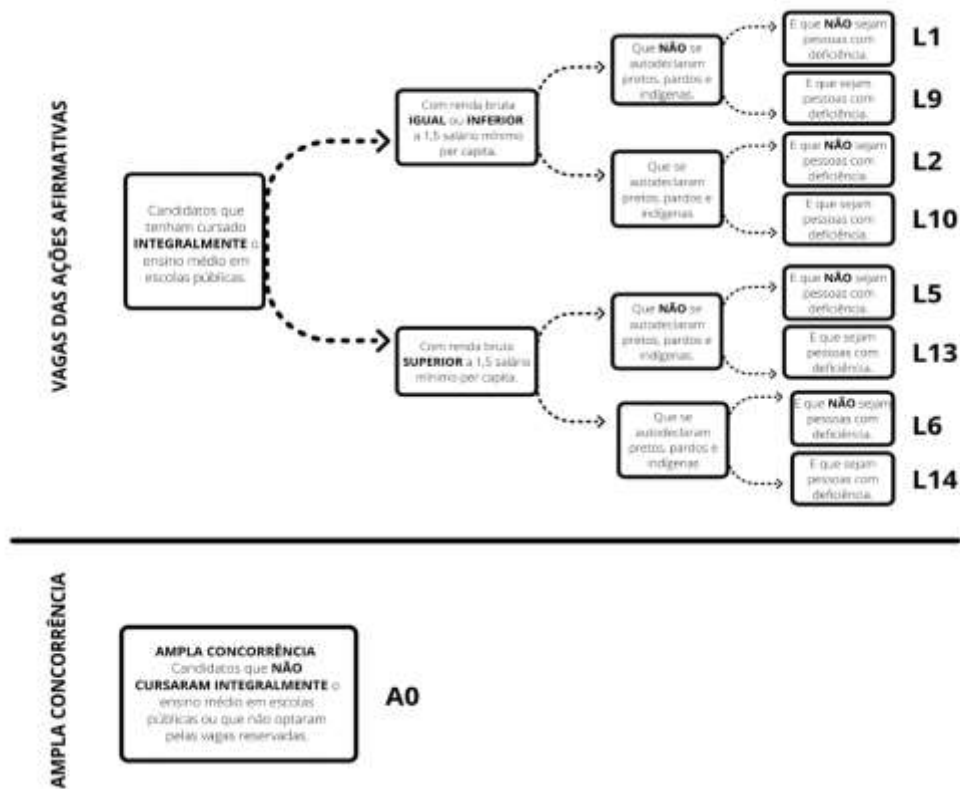 VAGAS DAS AÇÕES AFIRMATIVAS
Candidatos que
tenham cursado
INTEGRALMENTE o
ensino médio em
escolas públicas.
Com renda bruta
IGUAL ou INFERIOR
a 1,5 salário mínimo
per capita.
Que NÃO se
autodeclaram
pretos, pardos e
indígenas.
E que NÃO sejam
pessoas com
deficiência.
L1
E que sejam
pessoas com
deficiência.
L9
Que se
autodeclaram
pretos, pardos e
indígenas
E que NÃO sejam
pessoas com
deficiência.
L2
E que sejam
pessoas com
deficiência.
L10
Com renda bruta
SUPERIOR a 1,5 salário
mínimo per capita.
Que NÃO se
autodeclaram
pretos, pardos e
indígenas.
E que NÃO sejam
pessoas com
deficiência.
L5
E que sejam
pessoas com
deficiência.
L13
Que se
autodeclaram
pretos, pardos e
indígenas
E que NÃO sejam
pessoas com
deficiência.
L6
E que sejam
pessoas com
deficiência.
L14
AMPLA CONCORRÊNCIA
AMPLA CONCORRÊNCIA
Candidatos que NÃO
CURSARAM INTEGRALMENTE o
ensino médio em escolas
públicas ou que não optaram
pelas vagas reservadas.
A0